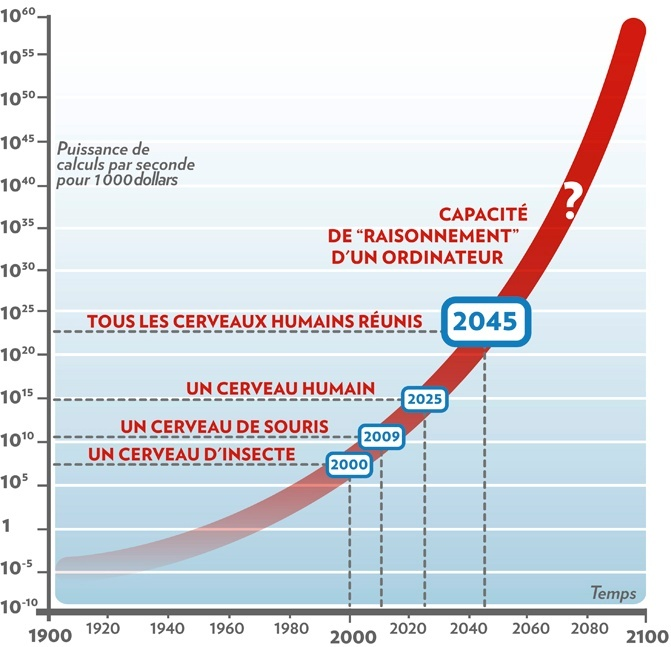 10⁶⁰
10⁵⁵
10⁵⁰
10⁴⁵
Puissance de
calculs par seconde
pour 1000 dollars
10⁴⁰
?
CAPACITÉ
DE “RAISONNEMENT”
D’UN ORDINATEUR
10³⁵
10³⁰
10²⁵
TOUS LES CERVEAUX HUMAINS RÉUNIS
2045
10²⁰
UN CERVEAU HUMAIN
2025
10¹⁵
UN CERVEAU DE SOURIS
2009
10¹⁰
UN CERVEAU D’INSECTE
2000
10⁵
1
10⁻⁵
Temps
10⁻¹⁰
1900 1920 1940 1960 1980 2000 2020 2040 2060 2080 2100